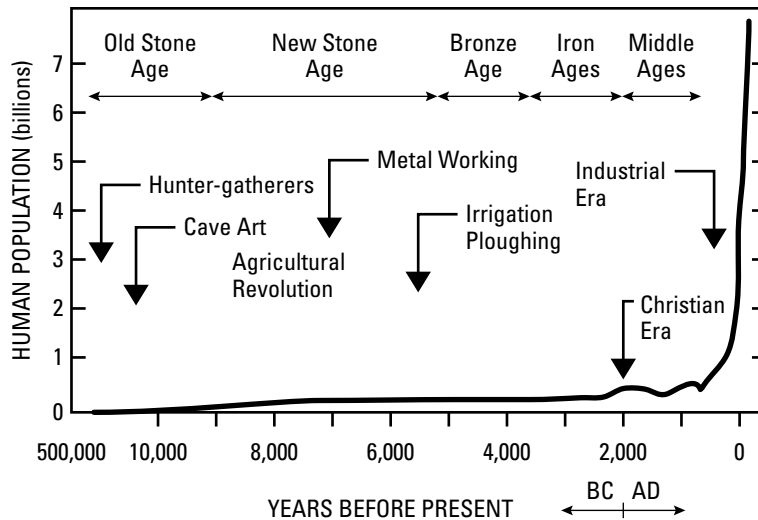 HUMAN POPULATION (billions)
7
6
5
4
3
2
1
0
Old Stone
Age
New Stone
Age
Bronze
Age
Iron
Ages
Middle
Ages
Hunter-gatherers
Cave Art
Agricultural
Revolution
Metal Working
Irrigation
Ploughing
Industrial
Era
Christian
Era
500,000
10,000
8,000
6,000
4,000
2,000
0
YEARS BEFORE PRESENT
BC
AD